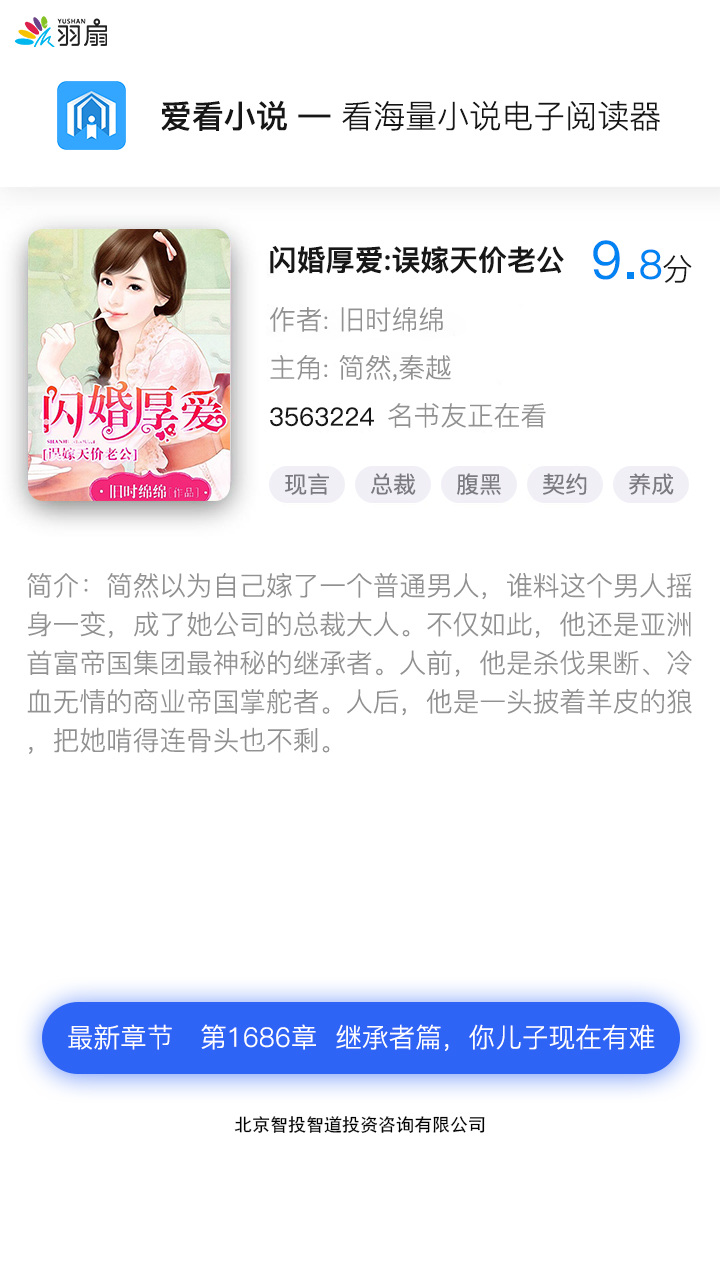 YUSHAN
羽扇
爱看小说 — 看海量小说电子阅读器
闪婚厚爱:误嫁天价老公 9.8分
作者: 旧时绵绵
主角: 简然,秦越
3563224 名书友正在看
现言 总裁 腹黑 契约 养成
闪婚厚爱
[误嫁天价老公]
·旧时绵绵[作品]·
简介：简然以为自己嫁了一个普通男人，谁料这个男人摇
身一变，成了她公司的总裁大人。不仅如此，他还是亚洲
首富帝国集团最神秘的继承者。人前，他是杀伐果断、冷
血无情的商业帝国掌舵者。人后，他是一头披着羊皮的狼
，把她啃得连骨头也不剩。
最新章节 第1686章 继承者篇，你儿子现在有难
北京智投智道投资咨询有限公司